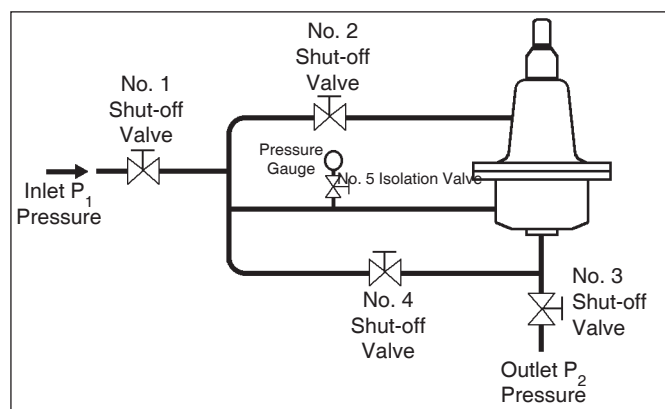 No. 2
Shut-off
Valve
No. 1
Shut-off
Valve
Pressure
Gauge
No. 5 Isolation Valve
Inlet P1
Pressure
No. 4
Shut-off
Valve
No. 3
Shut-off
Valve
Outlet P2
Pressure